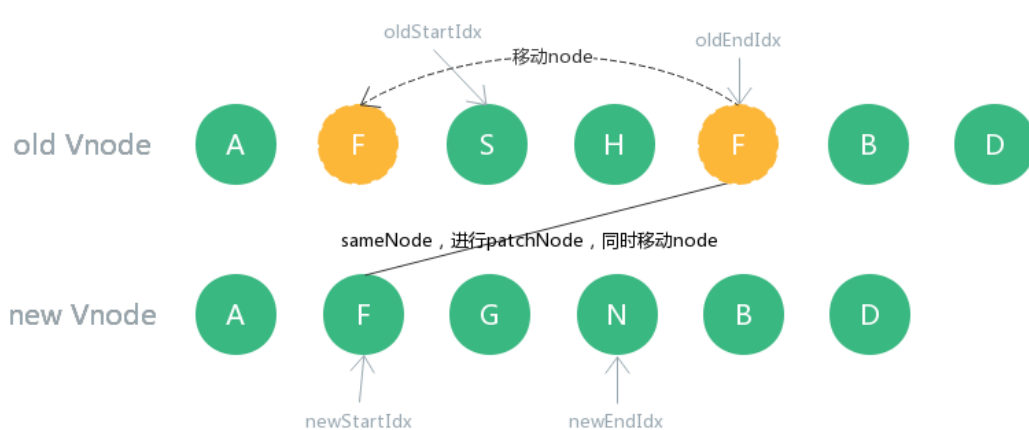 oldStartIdx
oldEndIdx
移动node
old Vnode A F S H F B D
sameNode，进行patchNode，同时移动node
new Vnode A F G N B D
newStartIdx newEndIdx